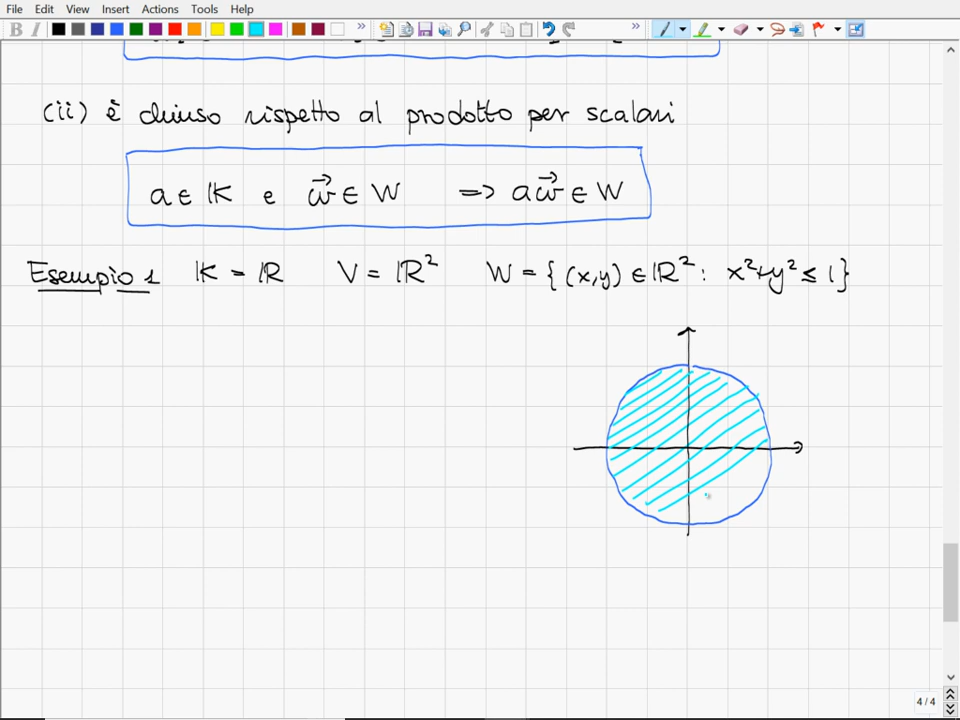 File Edit View Insert Actions Tools Help
B I
(ii) è chiuso rispetto al prodotto per scalari
a ∈ K e w⃗ ∈ W => aw⃗ ∈ W
Esempio 1 K = R V = R² W = { (x,y) ∈ R² : x²+y² ≤ 1}
4 / 4